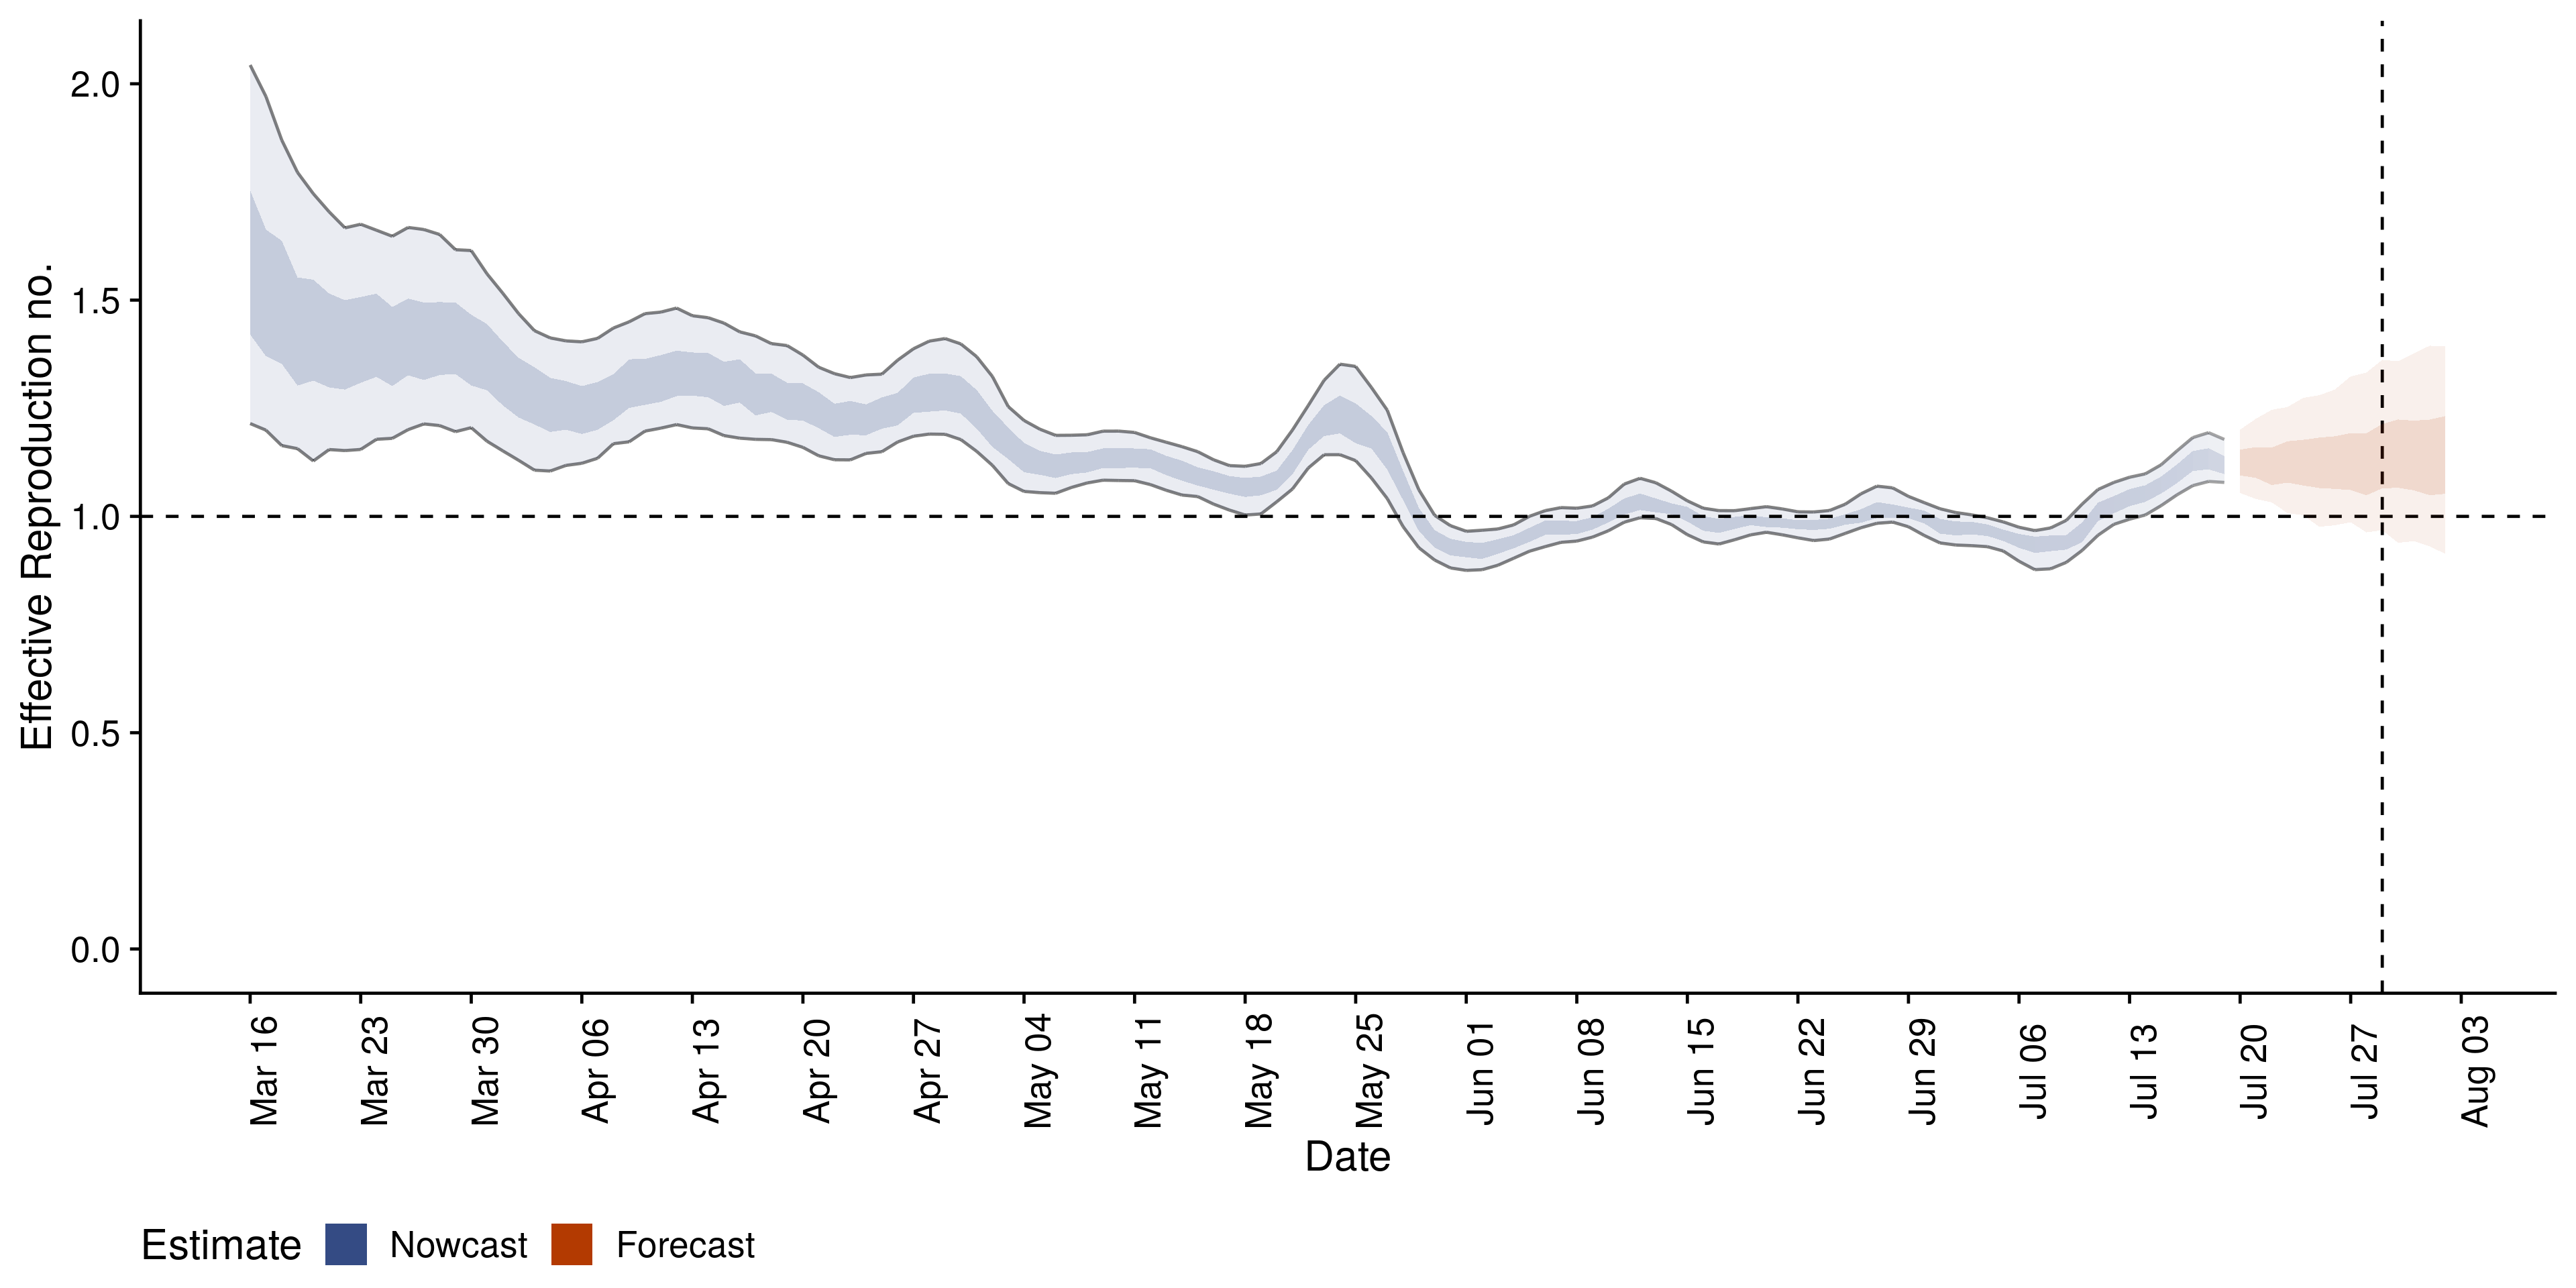 Effective Reproduction no.
2.0
1.5
1.0
0.5
0.0
Mar 16
Mar 23
Mar 30
Apr 06
Apr 13
Apr 20
Apr 27
May 04
May 11
May 18
May 25
Jun 01
Jun 08
Jun 15
Jun 22
Jun 29
Jul 06
Jul 13
Jul 20
Jul 27
Aug 03
Date
Estimate Nowcast Forecast